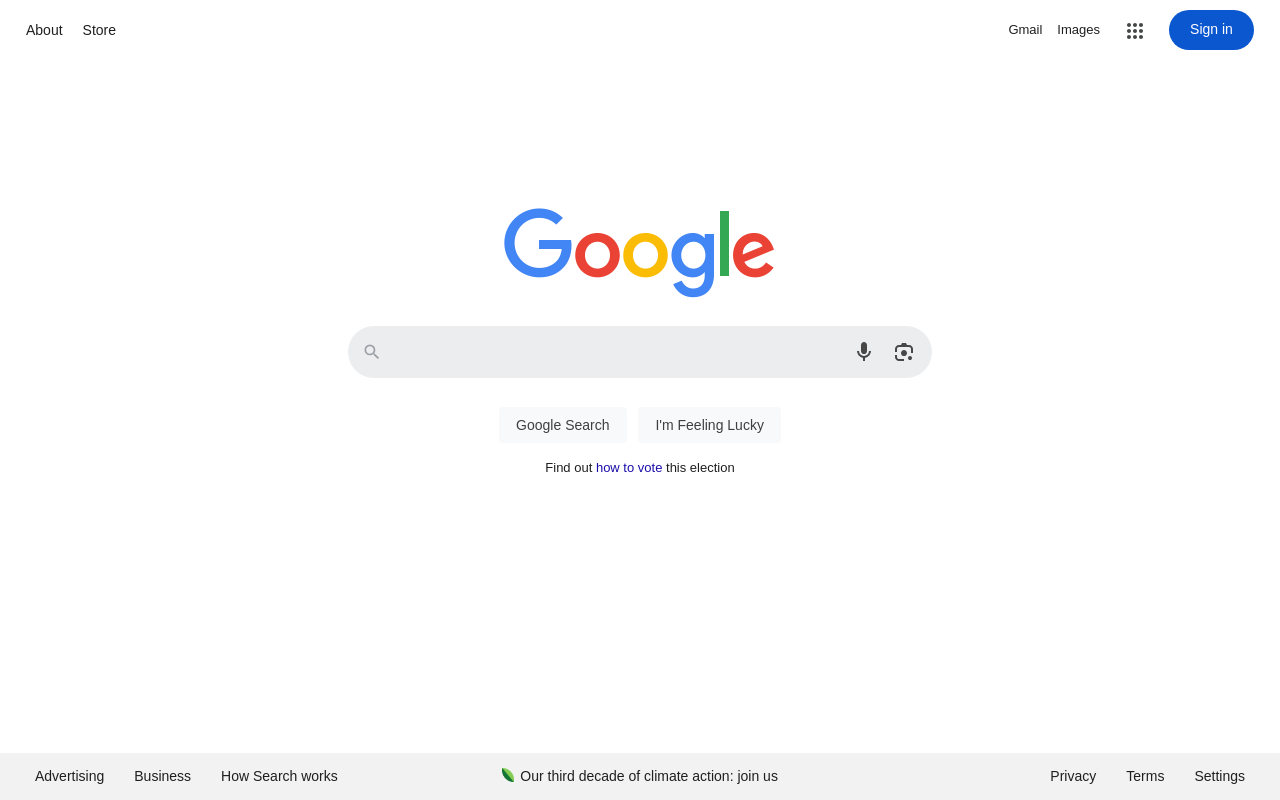 About Store Gmail Images Sign in
Google
Google Search I'm Feeling Lucky
Find out how to vote this election
Advertising Business How Search works Our third decade of climate action: join us Privacy Terms Settings